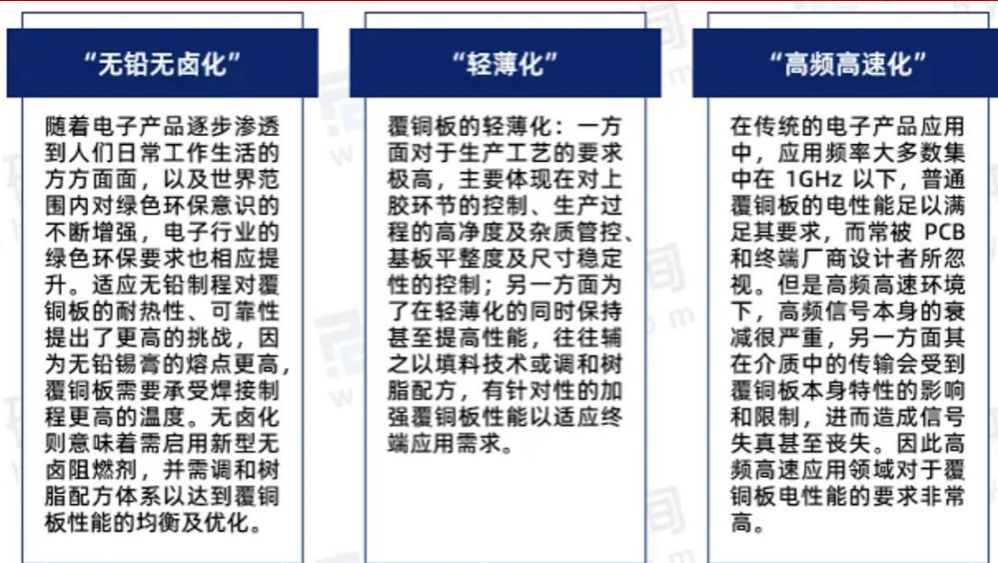 “无铅无卤化”
随着电子产品逐步渗透
到人们日常工作生活的
方方面面，以及世界范
围内对绿色环保意识的
不断增强，电子行业的
绿色环保要求也相应提
升。适应无铅制程对覆
铜板的耐热性、可靠性
提出了更高的挑战，因
为无铅锡膏的熔点更高，
覆铜板需要承受焊接制
程更高的温度。无卤化
则意味着需启用新型无
卤阻燃剂，并需调和树
脂配方体系以达到覆铜
板性能的均衡及优化。
“轻薄化”
覆铜板的轻薄化：一方
面对于生产工艺的要求
极高，主要体现在对上
胶环节的控制、生产过
程的高净度及杂质管控、
基板平整度及尺寸稳定
性的控制；另一方面为
了在轻薄化的同时保持
甚至提高性能，往往辅
之以填料技术或调和树
脂配方，有针对性的加
强覆铜板性能以适应终
端应用需求。
“高频高速化”
在传统的电子产品应用
中，应用频率大多数集
中在 1GHz 以下，普通
覆铜板的电性能足以满
足其要求，而常被 PCB
和终端厂商设计者所忽
视。但是高频高速环境
下，高频信号本身的衰
减很严重，另一方面其
在介质中的传输会受到
覆铜板本身特性的影响
和限制，进而造成信号
失真甚至丧失。因此高
频高速应用领域对于覆
铜板电性能的要求非常
高。